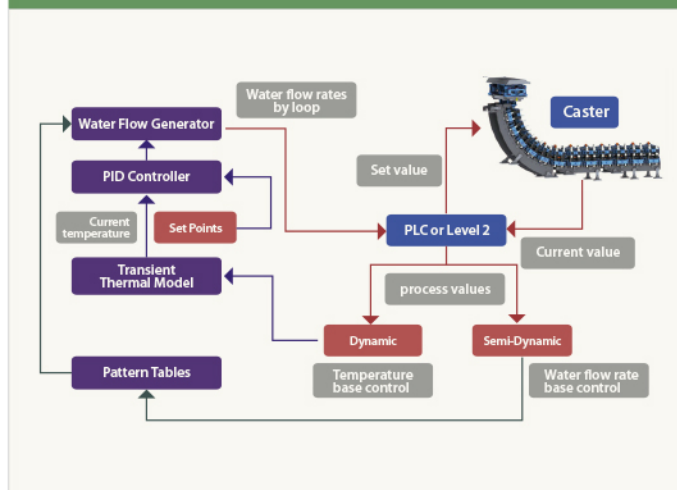 Water flow rates
by loop
Water Flow Generator
Caster
PID Controller
Set value
Current
temperature
Set Points
PLC or Level 2
Current value
Transient
Thermal Model
process values
Dynamic
Semi-Dynamic
Pattern Tables
Temperature
base control
Water flow rate
base control